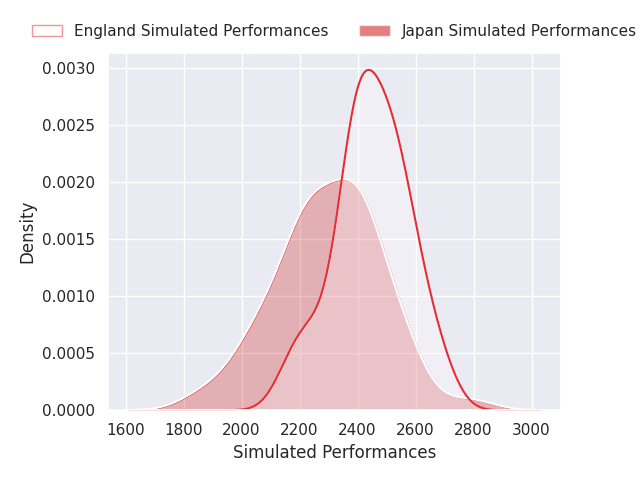 England Simulated Performances Japan Simulated Performances
0.0030
0.0025
0.0020
0.0015
0.0010
0.0005
0.0000
Density
1600 1800 2000 2200 2400 2600 2800 3000
Simulated Performances